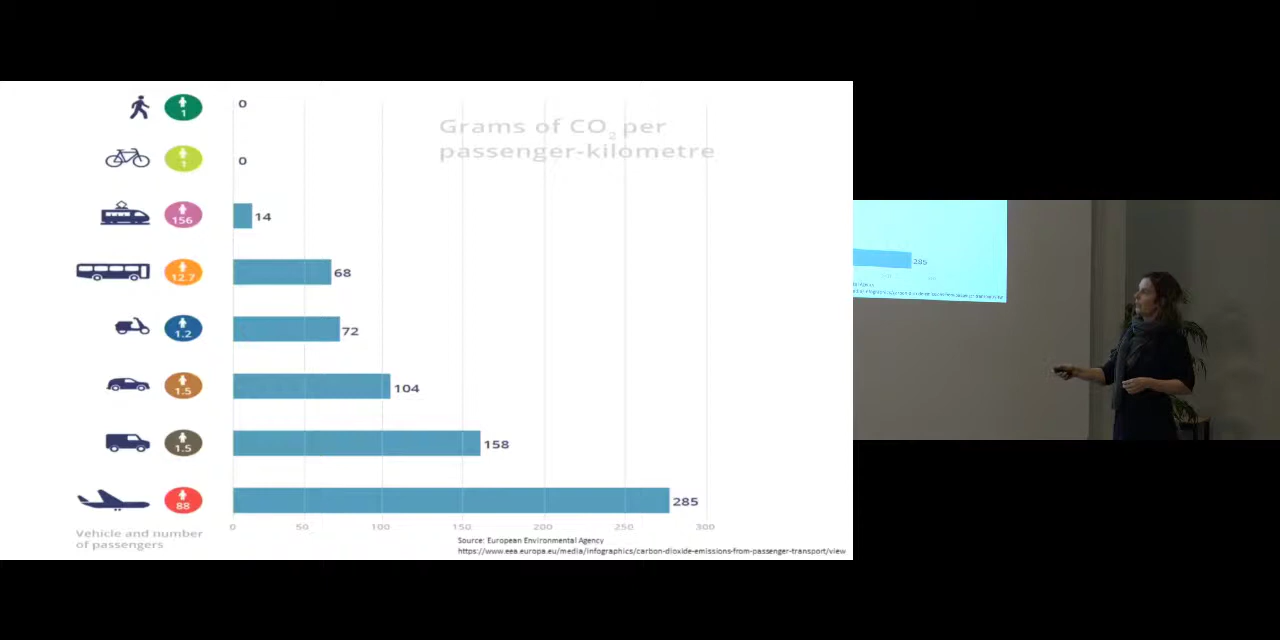 1
0
Grams of CO2 per
passenger-kilometre
1
0
156
14
12.7
68
1.2
72
1.5
104
1.5
158
88
285
0 50 100 150 200 250 300
Vehicle and number
of passengers
Source: European Environmental Agency
https://www.eea.europa.eu/media/infographics/carbon-dioxide-emissions-from-passenger-transport/view
285